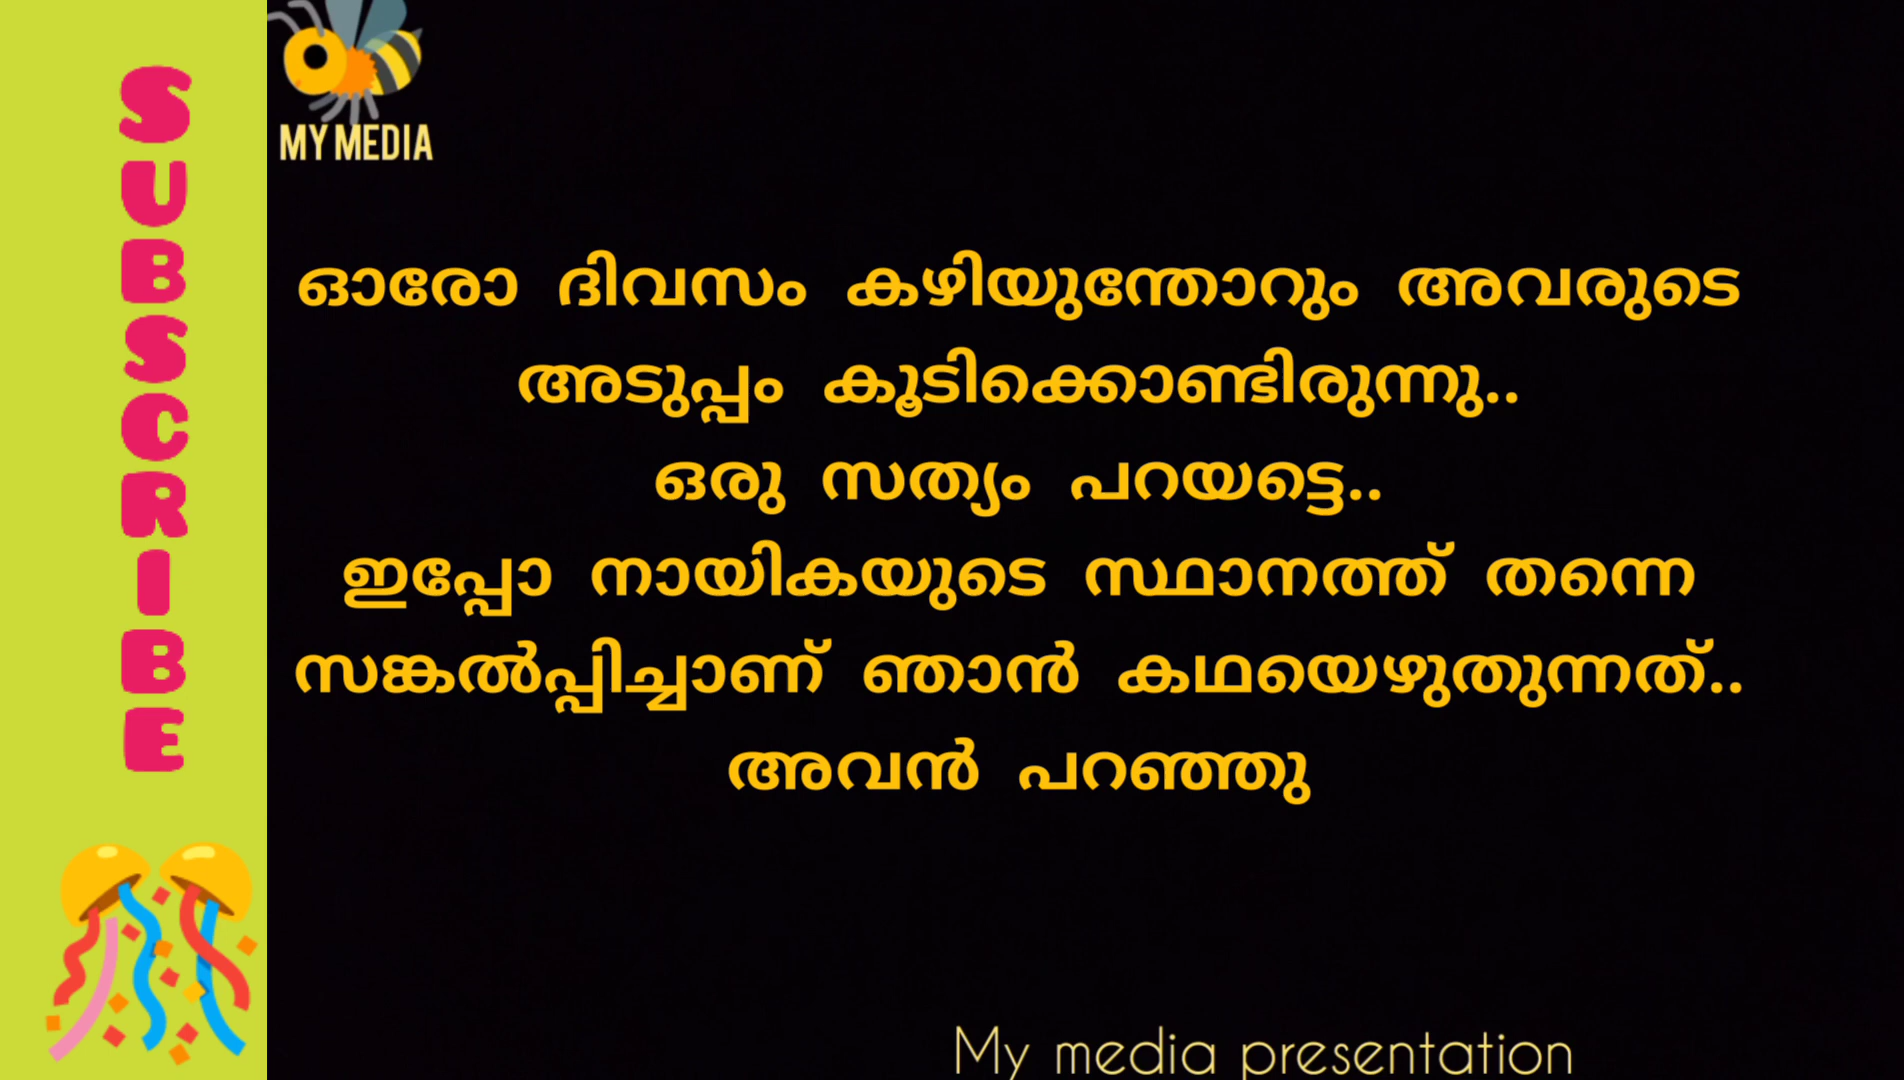 SUBSCRIBE
MY MEDIA
ഓരോ ദിവസം കഴിയുന്തോറും അവരുടെ
അടുപ്പം കൂടിക്കൊണ്ടിരുന്നു..
ഒരു സത്യം പറയട്ടെ..
ഇപ്പോ നായികയുടെ സ്ഥാനത്ത് തന്നെ
സങ്കൽപ്പിച്ചാണ് ഞാൻ കഥയെഴുതുന്നത്..
അവൻ പറഞ്ഞു
My media presentation